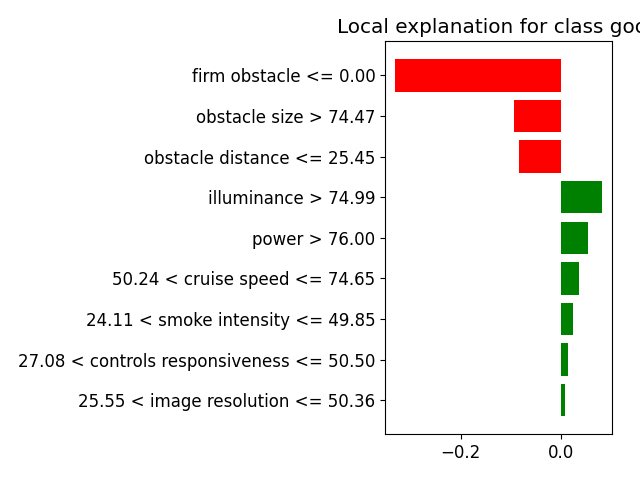 Local explanation for class goo
firm obstacle <= 0.00
obstacle size > 74.47
obstacle distance <= 25.45
illuminance > 74.99
power > 76.00
50.24 < cruise speed <= 74.65
24.11 < smoke intensity <= 49.85
27.08 < controls responsiveness <= 50.50
25.55 < image resolution <= 50.36
−0.2 0.0